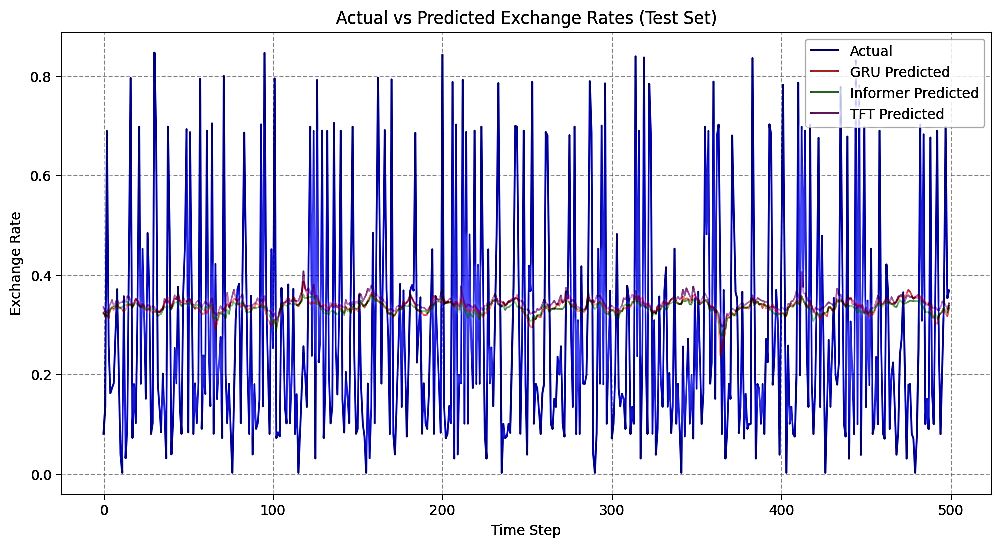 Actual vs Predicted Exchange Rates (Test Set)
Actual
GRU Predicted
Informer Predicted
TFT Predicted
Exchange Rate
0.8
0.6
0.4
0.2
0.0
0 100 200 300 400 500
Time Step